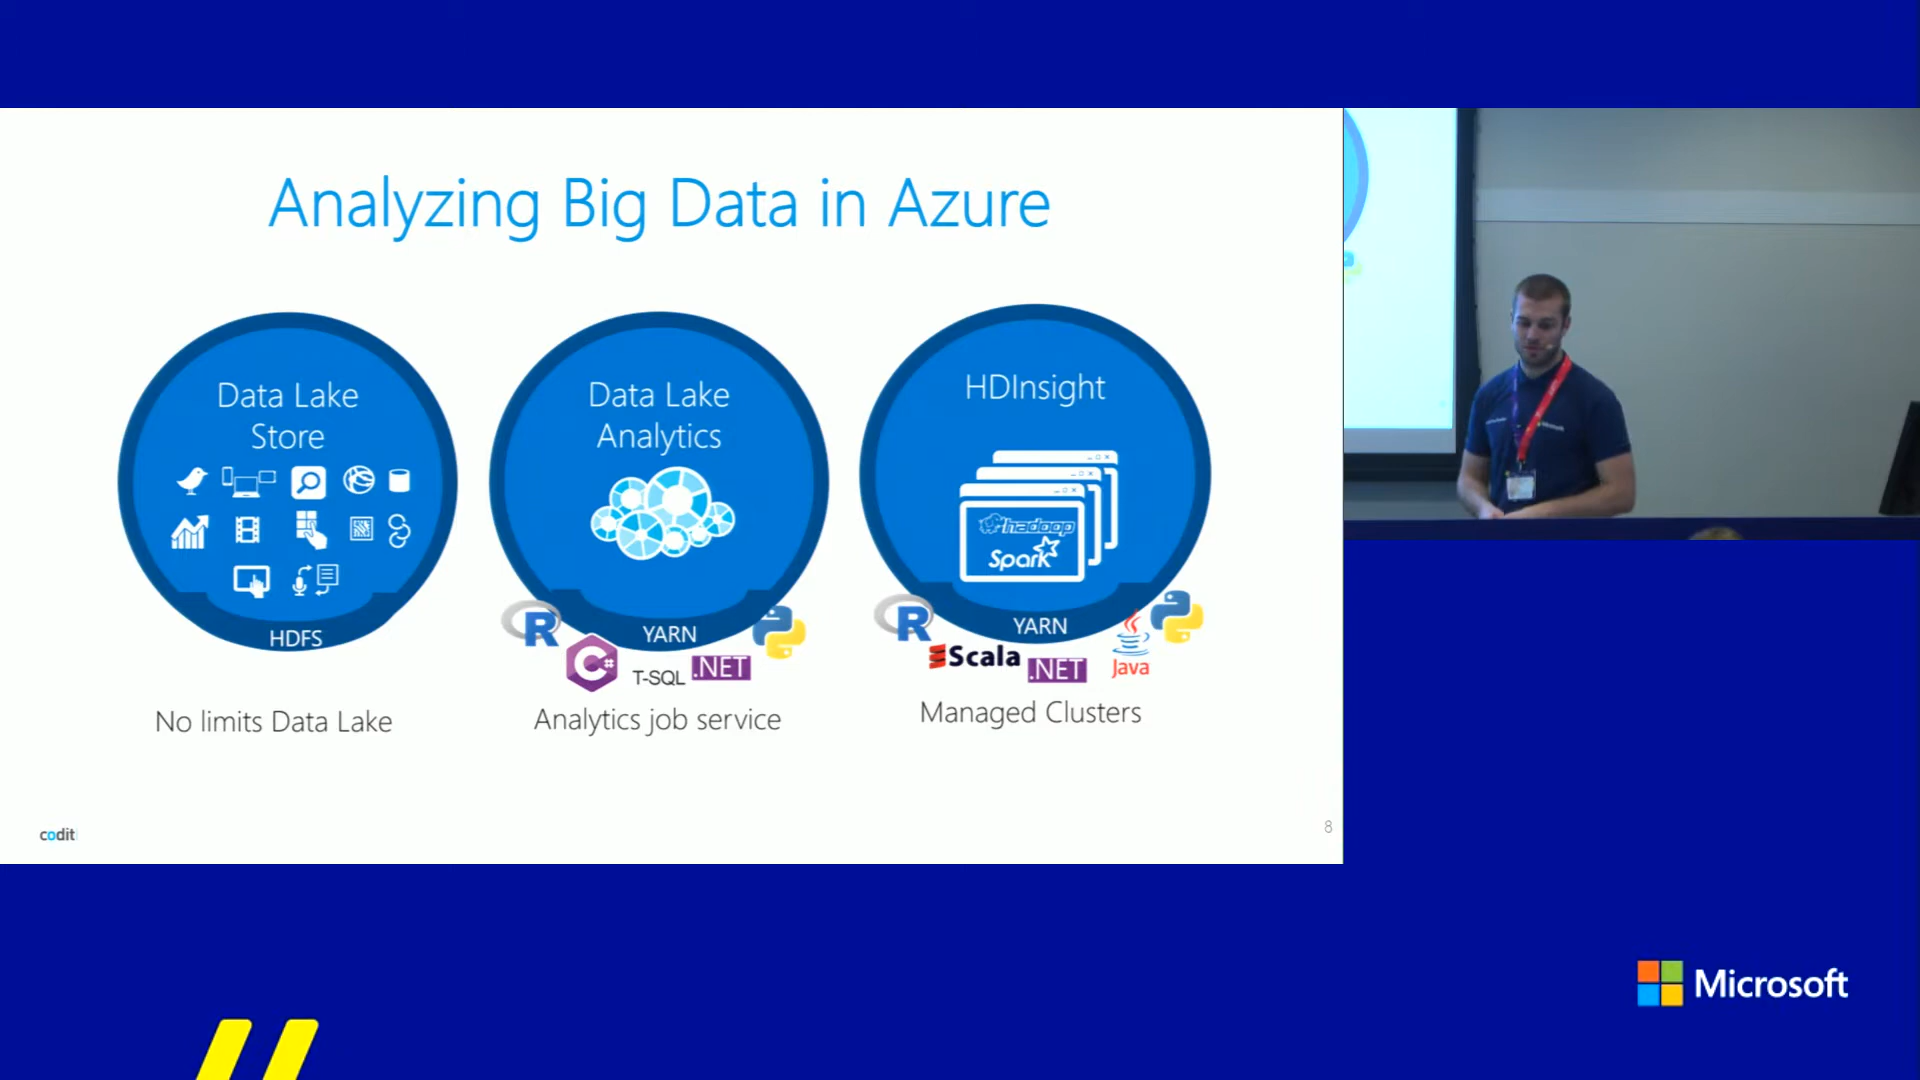 Analyzing Big Data in Azure
Data Lake
Store
HDFS
No limits Data Lake
Data Lake
Analytics
YARN
R
C#
T-SQL
.NET
Analytics job service
HDInsight
hadoop
Spark
YARN
R
Scala
.NET
Java
Managed Clusters
codit
8
Microsoft